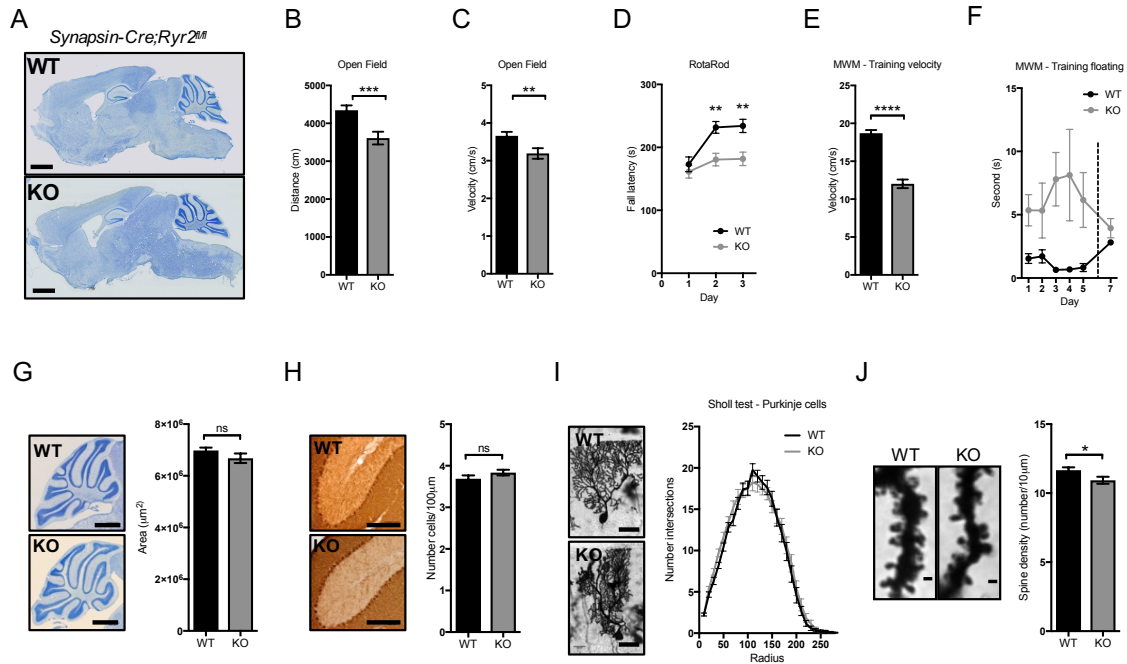 A
Synapsin-Cre;Ryr2fl/fl
WT
KO
B
Open Field
***
Distance (cm)
5000
4000
3000
2000
1000
0
WT KO
C
Open Field
**
Velocity (cm/s)
5
4
3
2
1
0
WT KO
D
RotaRod
Fall latency (s)
300
200
100
0
** **
WT
KO
0 1 2 3
Day
E
MWM - Training velocity
****
Velocity (cm/s)
25
20
15
10
5
0
WT KO
F
MWM - Training floating
WT
KO
Second (s)
15
10
5
0
1 2 3 4 5 7
Day
G
WT
KO
Area (µm²)
8×10⁶
6×10⁶
4×10⁶
2×10⁶
0
ns
WT KO
H
WT
KO
Number cells/100µm
5
4
3
2
1
0
ns
WT KO
I
WT
KO
Sholl test - Purkinje cells
WT
KO
Number intersections
25
20
15
10
5
0
0 50 100 150 200 250
Radius
J
WT KO
Spine density (number/10µm)
15
10
5
0
*
WT KO